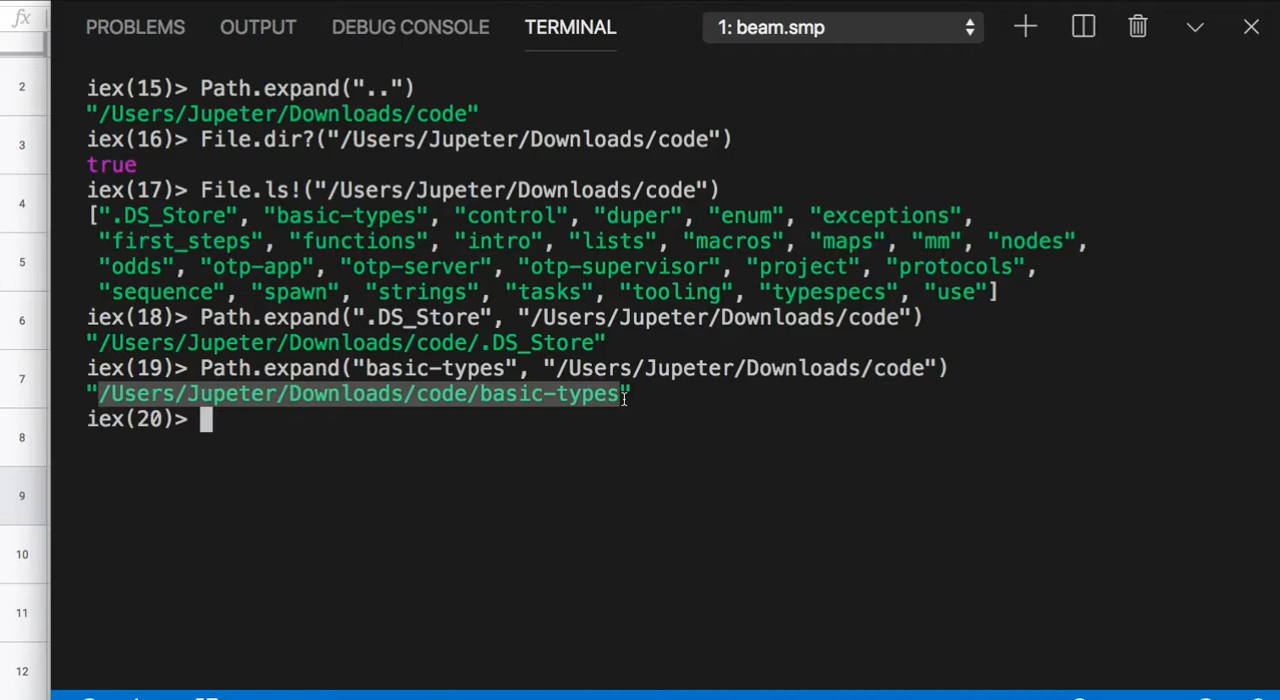 fx
PROBLEMS OUTPUT DEBUG CONSOLE TERMINAL 1: beam.smp
2
3
4
5
6
7
8
9
10
11
12
iex(15)> Path.expand("..")
"/Users/Jupeter/Downloads/code"
iex(16)> File.dir?("/Users/Jupeter/Downloads/code")
true
iex(17)> File.ls!("/Users/Jupeter/Downloads/code")
[".DS_Store", "basic-types", "control", "duper", "enum", "exceptions",
"first_steps", "functions", "intro", "lists", "macros", "maps", "mm", "nodes",
"odds", "otp-app", "otp-server", "otp-supervisor", "project", "protocols",
"sequence", "spawn", "strings", "tasks", "tooling", "typespecs", "use"]
iex(18)> Path.expand(".DS_Store", "/Users/Jupeter/Downloads/code")
"/Users/Jupeter/Downloads/code/.DS_Store"
iex(19)> Path.expand("basic-types", "/Users/Jupeter/Downloads/code")
"/Users/Jupeter/Downloads/code/basic-types"
iex(20)>